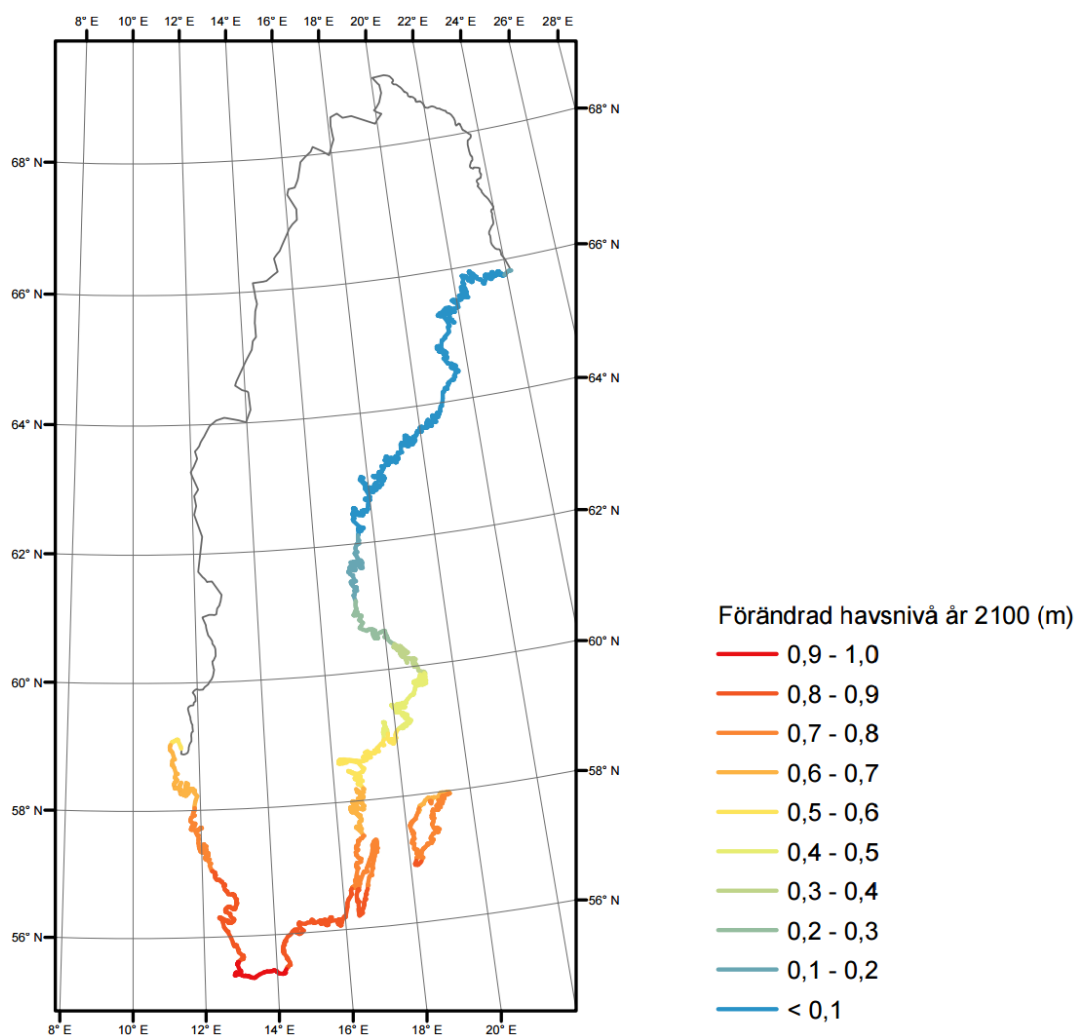 8° E 10° E 12° E 14° E 16° E 18° E 20° E 22° E 24° E 26° E 28° E
68° N
68° N
66° N
66° N
64° N
64° N
62° N
62° N
60° N
60° N
58° N
58° N
56° N
56° N
8° E 10° E 12° E 14° E 16° E 18° E 20° E
Förändrad havsnivå år 2100 (m)
0,9 - 1,0
0,8 - 0,9
0,7 - 0,8
0,6 - 0,7
0,5 - 0,6
0,4 - 0,5
0,3 - 0,4
0,2 - 0,3
0,1 - 0,2
< 0,1